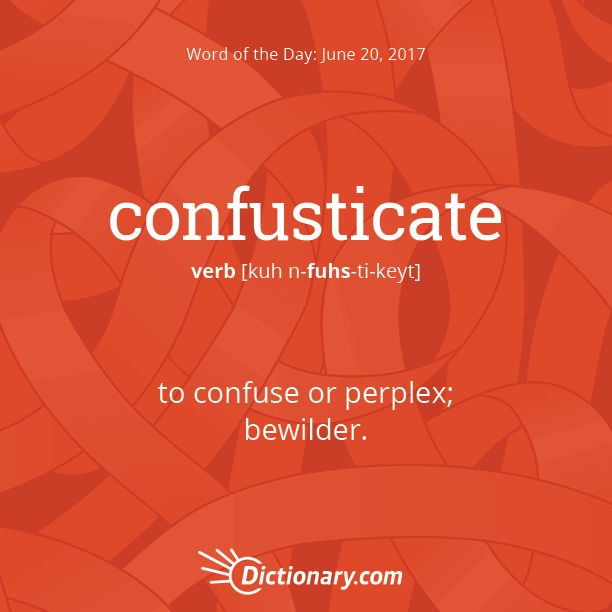 Word of the Day: June 20, 2017
confusticate
verb [kuh n-fuhs-ti-keyt]
to confuse or perplex;
bewilder.
Dictionary.com